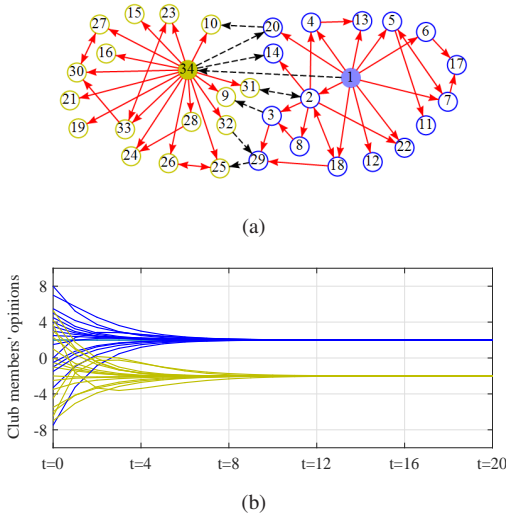 15 23
27 10 20 4 13 5
6
16 14
34 1 17
30 31
21 9 2 7
28 32 3
19 33 11
24 8 22
26 25 29 18 12
(a)
8
4
0
-4
-8
Club members' opinions
t=0 t=4 t=8 t=12 t=16 t=20
(b)